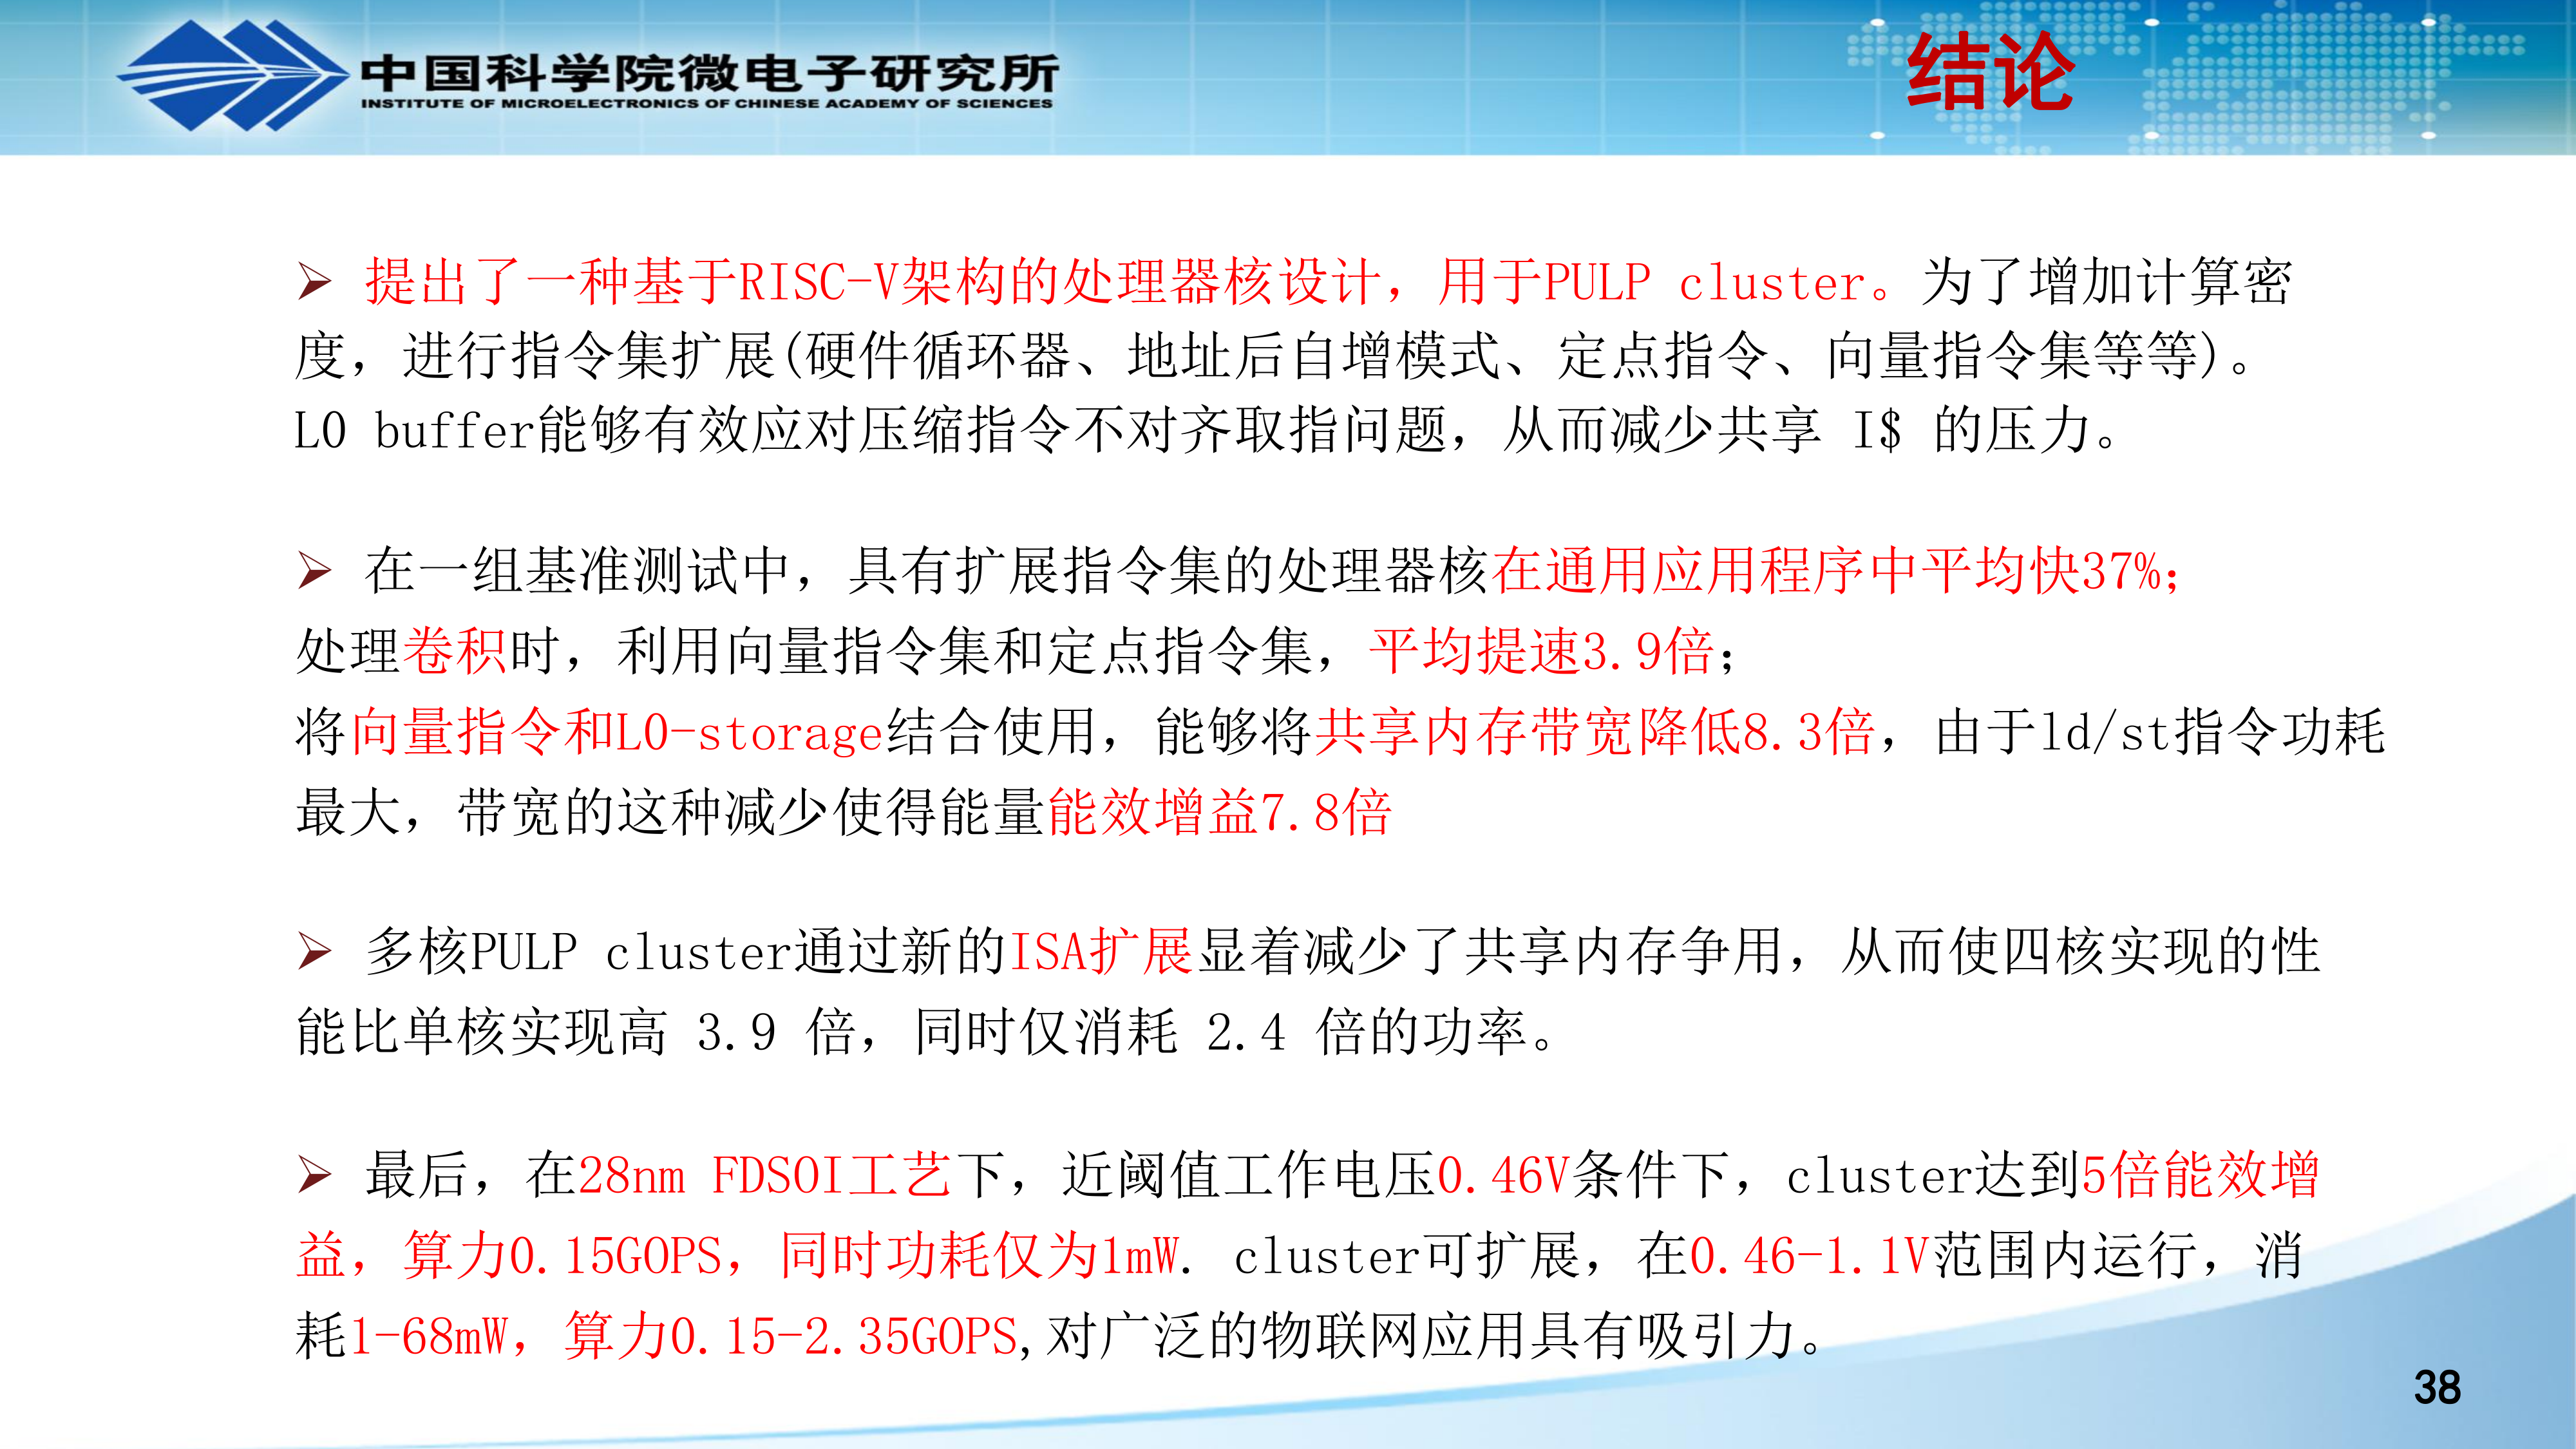 中国科学院微电子研究所
INSTITUTE OF MICROELECTRONICS OF CHINESE ACADEMY OF SCIENCES
结论
➢ 提出了一种基于RISC-V架构的处理器核设计，用于PULP cluster。为了增加计算密
度，进行指令集扩展(硬件循环器、地址后自增模式、定点指令、向量指令集等等)。
L0 buffer能够有效应对压缩指令不对齐取指问题，从而减少共享 I$ 的压力。
➢ 在一组基准测试中，具有扩展指令集的处理器核在通用应用程序中平均快37%；
处理卷积时，利用向量指令集和定点指令集，平均提速3.9倍；
将向量指令和L0-storage结合使用，能够将共享内存带宽降低8.3倍，由于ld/st指令功耗
最大，带宽的这种减少使得能量能效增益7.8倍
➢ 多核PULP cluster通过新的ISA扩展显着减少了共享内存争用，从而使四核实现的性
能比单核实现高 3.9 倍，同时仅消耗 2.4 倍的功率。
➢ 最后，在28nm FDSOI工艺下，近阈值工作电压0.46V条件下，cluster达到5倍能效增
益，算力0.15GOPS，同时功耗仅为1mW. cluster可扩展，在0.46-1.1V范围内运行，消
耗1-68mW，算力0.15-2.35GOPS,对广泛的物联网应用具有吸引力。
38